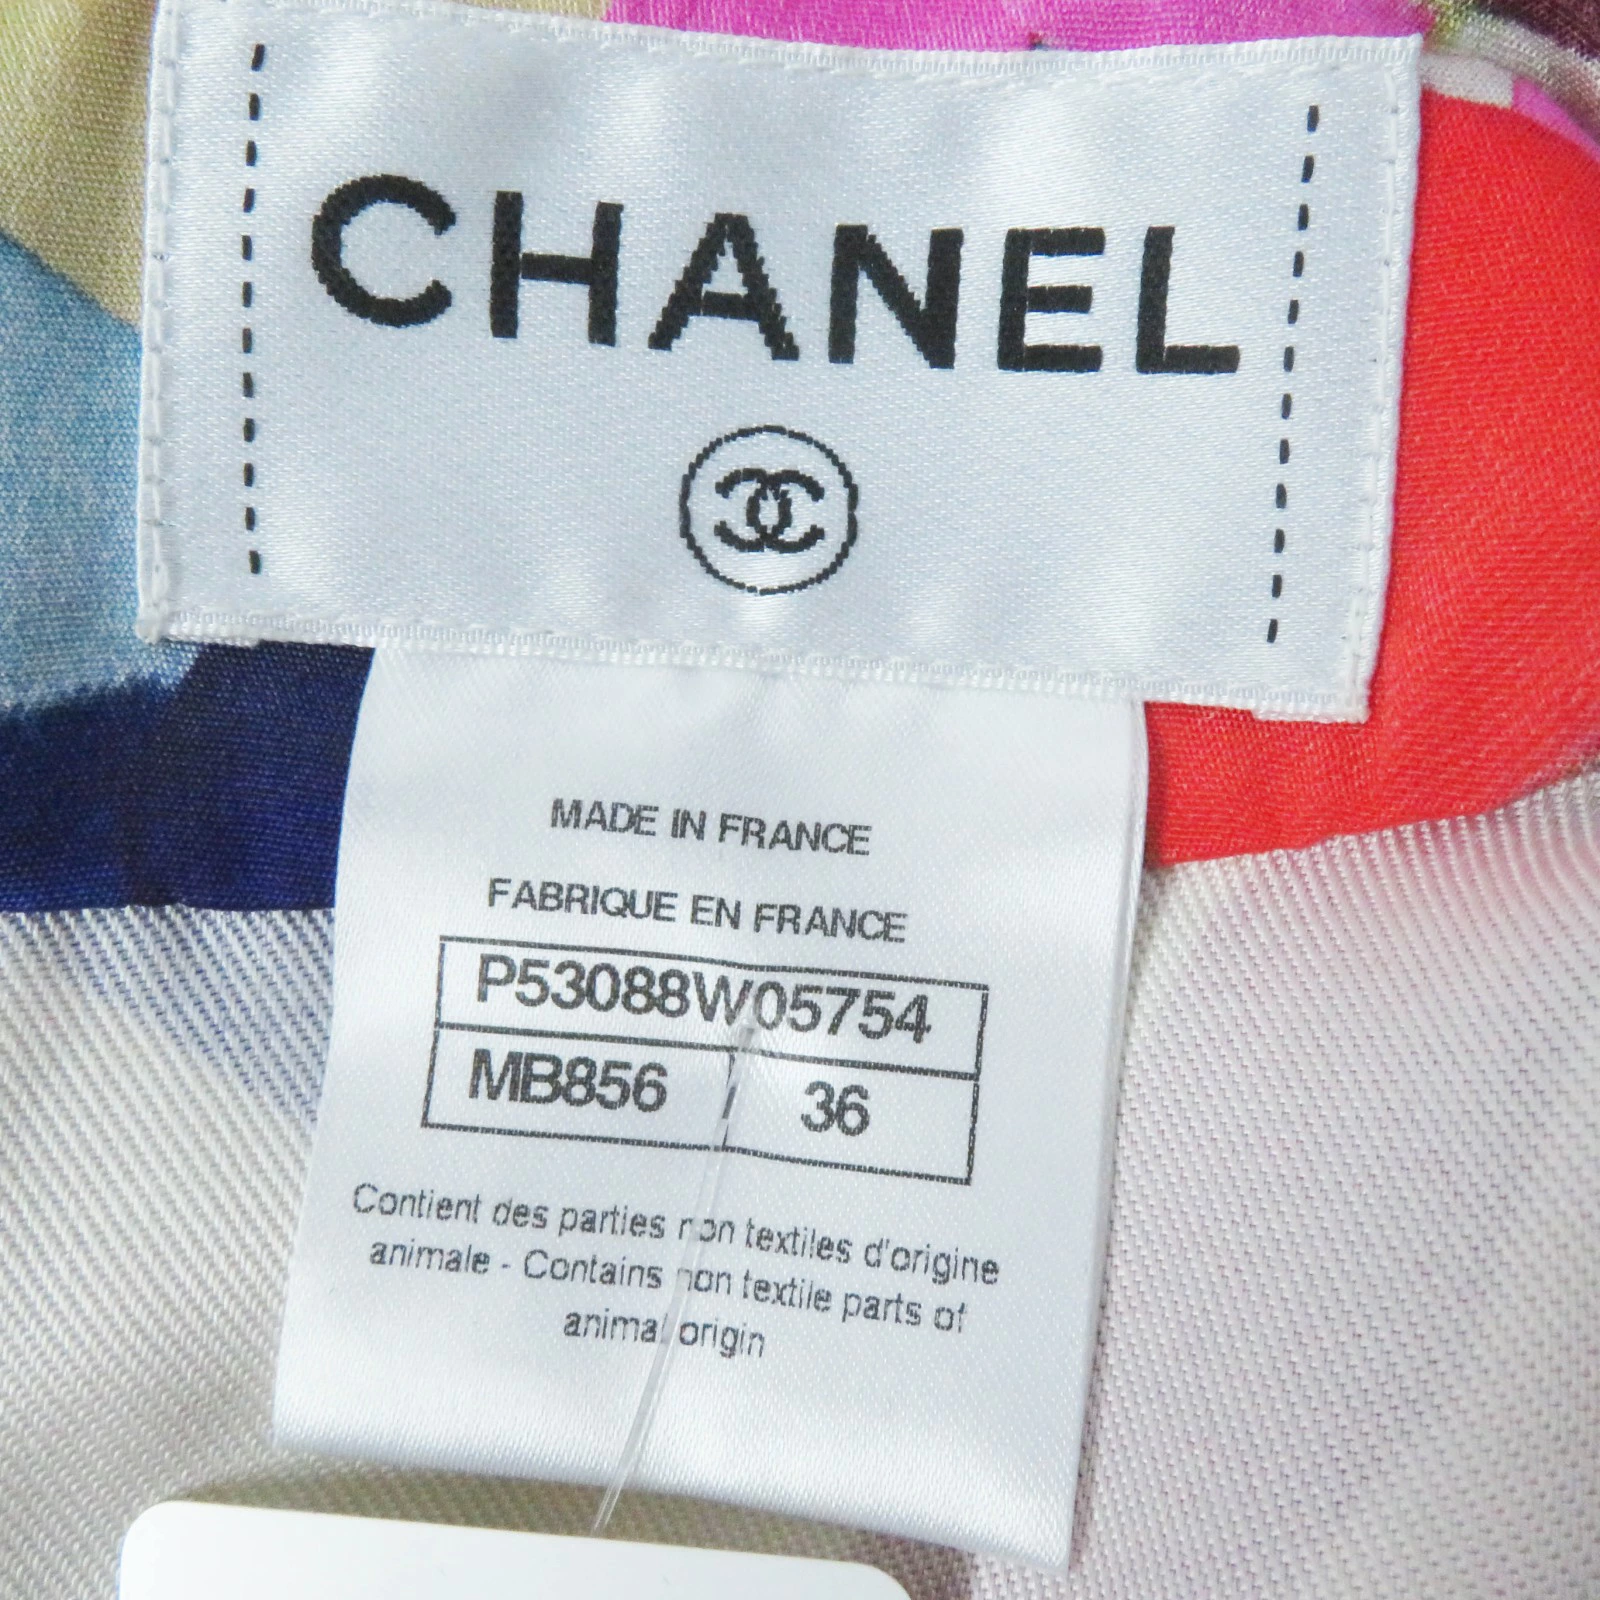 CHANEL
MADE IN FRANCE
FABRIQUE EN FRANCE
P53088W05754
MB856 36
Contient des parties non textiles d'origine
animale - Contains non textile parts of
animal origin